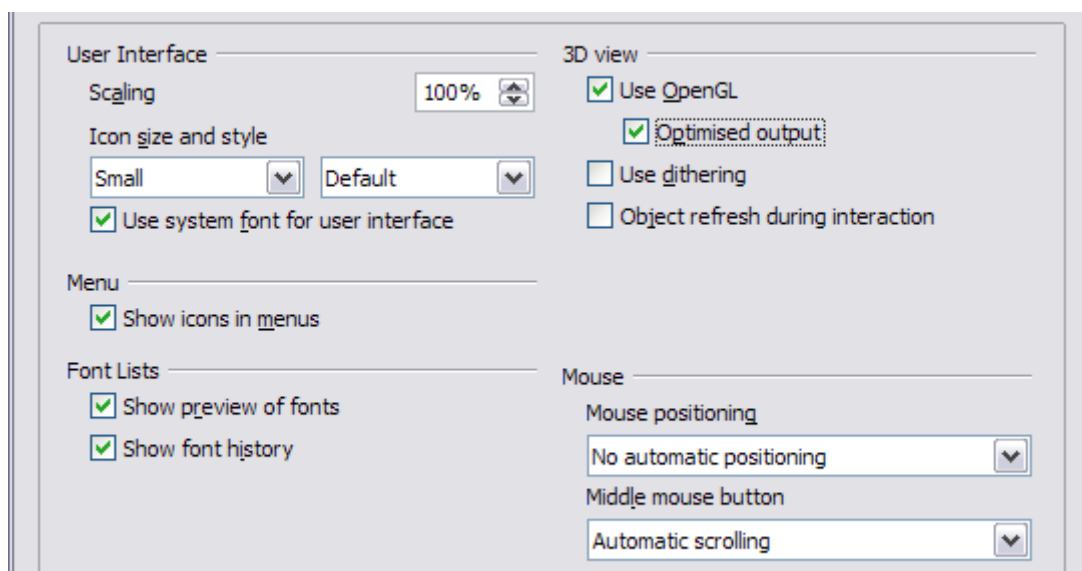 User Interface
Scaling
100%
Icon size and style
Small
Default
Use system font for user interface
Menu
Show icons in menus
Font Lists
Show preview of fonts
Show font history
3D view
Use OpenGL
Optimised output
Use dithering
Object refresh during interaction
Mouse
Mouse positioning
No automatic positioning
Middle mouse button
Automatic scrolling